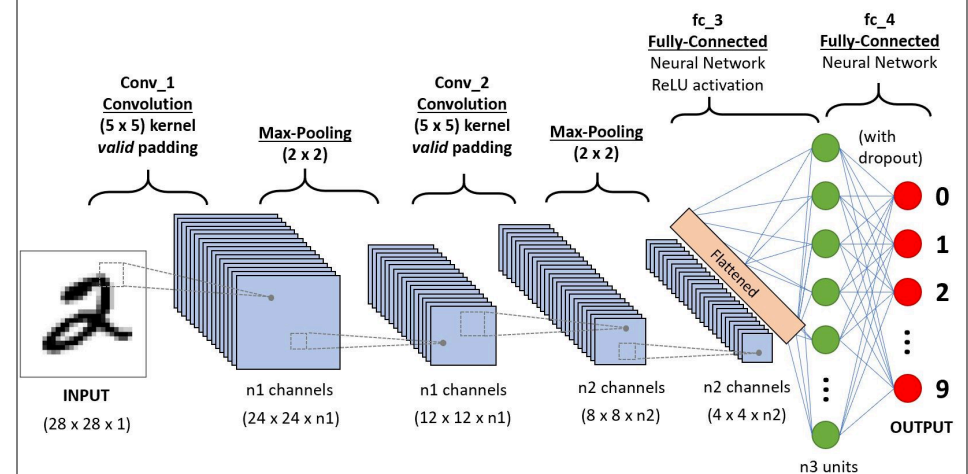 fc_3
Fully-Connected
Neural Network
ReLU activation
fc_4
Fully-Connected
Neural Network
Conv_1
Convolution
(5 x 5) kernel
valid padding
Max-Pooling
(2 x 2)
Conv_2
Convolution
(5 x 5) kernel
valid padding
Max-Pooling
(2 x 2)
(with
dropout)
Flattened
0
1
2
9
2
INPUT
(28 x 28 x 1)
n1 channels
(24 x 24 x n1)
n1 channels
(12 x 12 x n1)
n2 channels
(8 x 8 x n2)
n2 channels
(4 x 4 x n2)
OUTPUT
n3 units